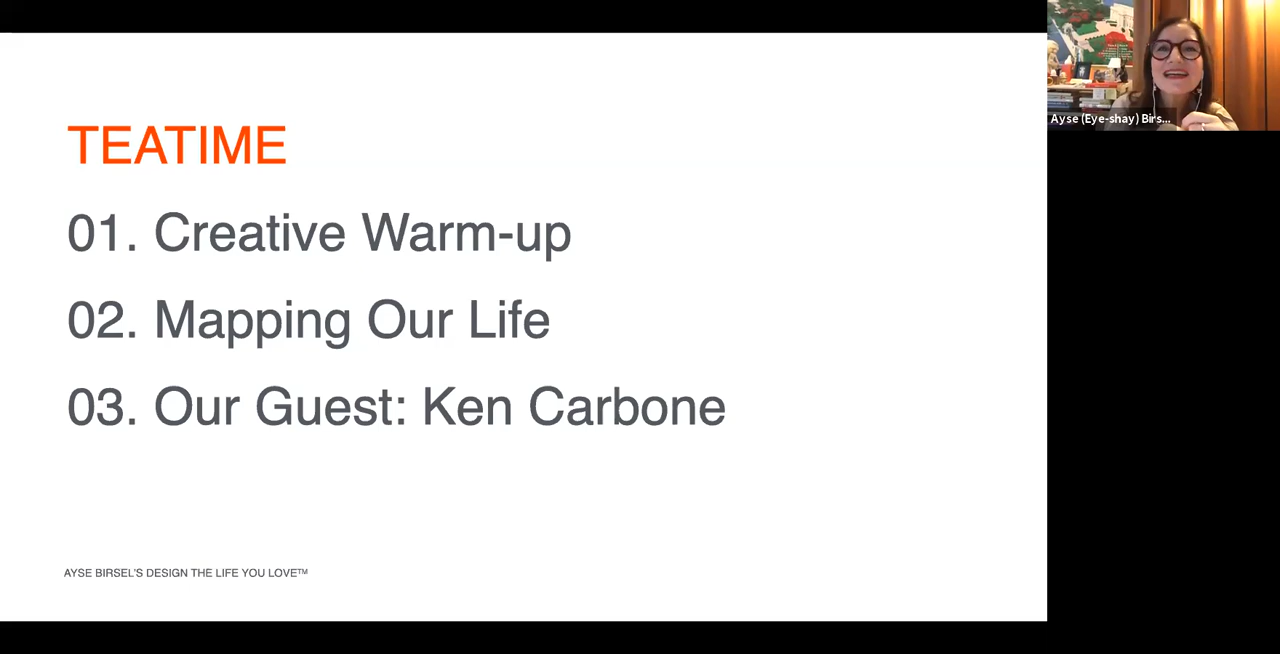 TEATIME
01. Creative Warm-up
02. Mapping Our Life
03. Our Guest: Ken Carbone
AYSE BIRSEL'S DESIGN THE LIFE YOU LOVE™
Ayse (Eye-shay) Birs...